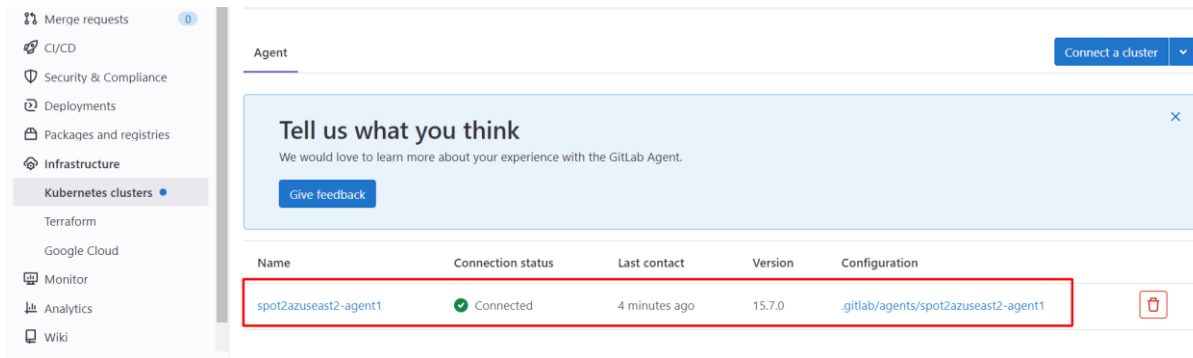 Merge requests 0
CI/CD
Security & Compliance
Deployments
Packages and registries
Infrastructure
Kubernetes clusters
Terraform
Google Cloud
Monitor
Analytics
Wiki
Agent
Connect a cluster
Tell us what you think
We would love to learn more about your experience with the GitLab Agent.
Give feedback
Name Connection status Last contact Version Configuration
spot2azuseast2-agent1 Connected 4 minutes ago 15.7.0 .gitlab/agents/spot2azuseast2-agent1